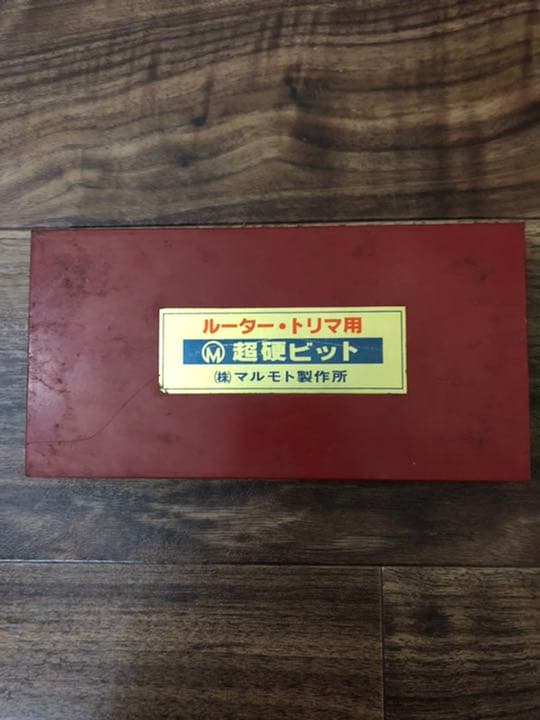 ルーター・トリマ用
Ⓜ超硬ビット
㈱マルモト製作所